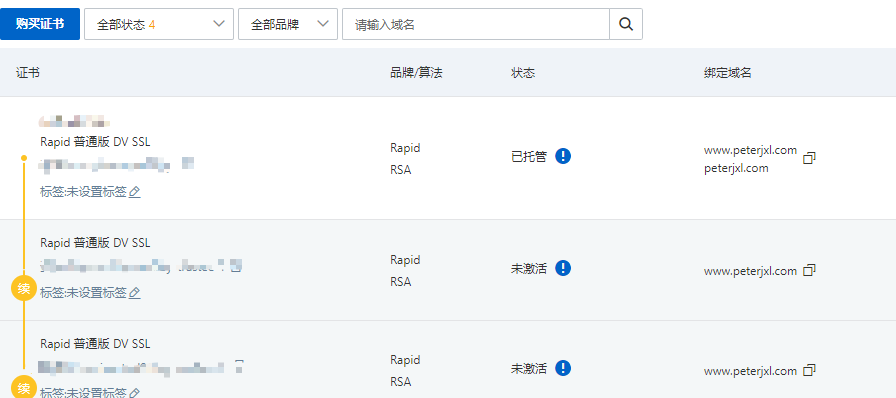 购买证书 全部状态 4 全部品牌 请输入域名
证书 品牌/算法 状态 绑定域名
Rapid 普通版 DV SSL
标签:未设置标签
Rapid
RSA
已托管
www.peterjxl.com
peterjxl.com
Rapid 普通版 DV SSL
续
标签:未设置标签
Rapid
RSA
未激活
www.peterjxl.com
Rapid 普通版 DV SSL
续
标签:未设置标签
Rapid
RSA
未激活
www.peterjxl.com